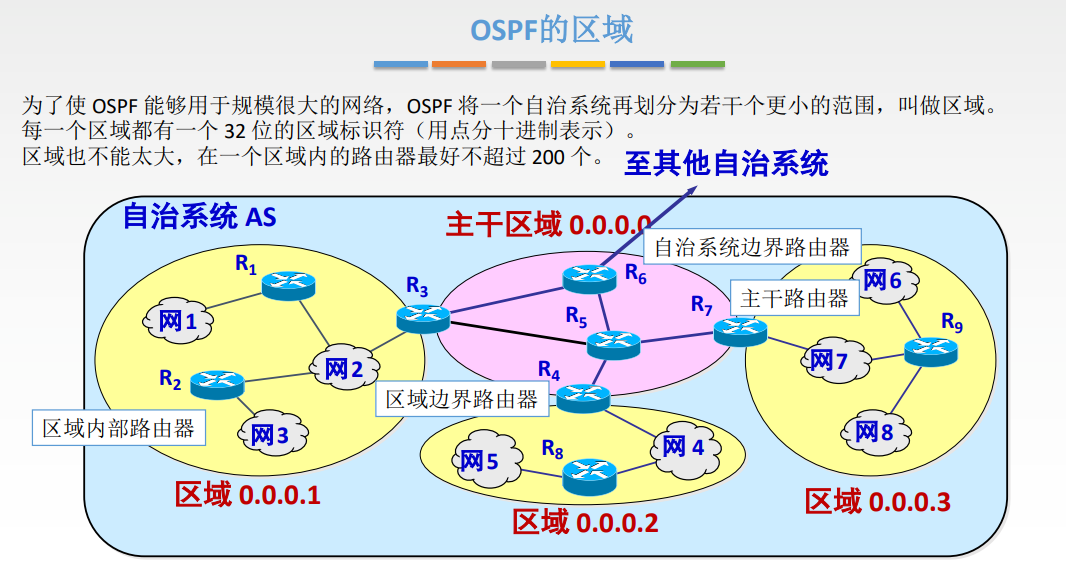 OSPF的区域
为了使 OSPF 能够用于规模很大的网络，OSPF 将一个自治系统再划分为若干个更小的范围，叫做区域。
每一个区域都有一个 32 位的区域标识符（用点分十进制表示）。
区域也不能太大，在一个区域内的路由器最好不超过 200 个。
至其他自治系统
自治系统 AS
主干区域 0.0.0.0
自治系统边界路由器
R1
R3
R6
网6
主干路由器
R7
网1
R5
R9
网2
网7
R2
R4
区域边界路由器
区域内部路由器
网3
网8
网4
R8
网5
区域 0.0.0.1
区域 0.0.0.2
区域 0.0.0.3